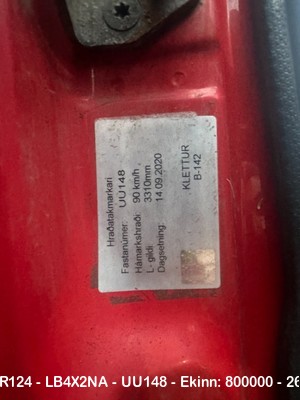 Hraðatakmarkari
Fastanúmer: UU148
Hámarkshraði: 90 km/h
L- gildi 3310mm
Dagsetning: 14.09.2020
KLETTUR
B-142
R124 - LB4X2NA - UU148 - Ekinn: 800000 - 26